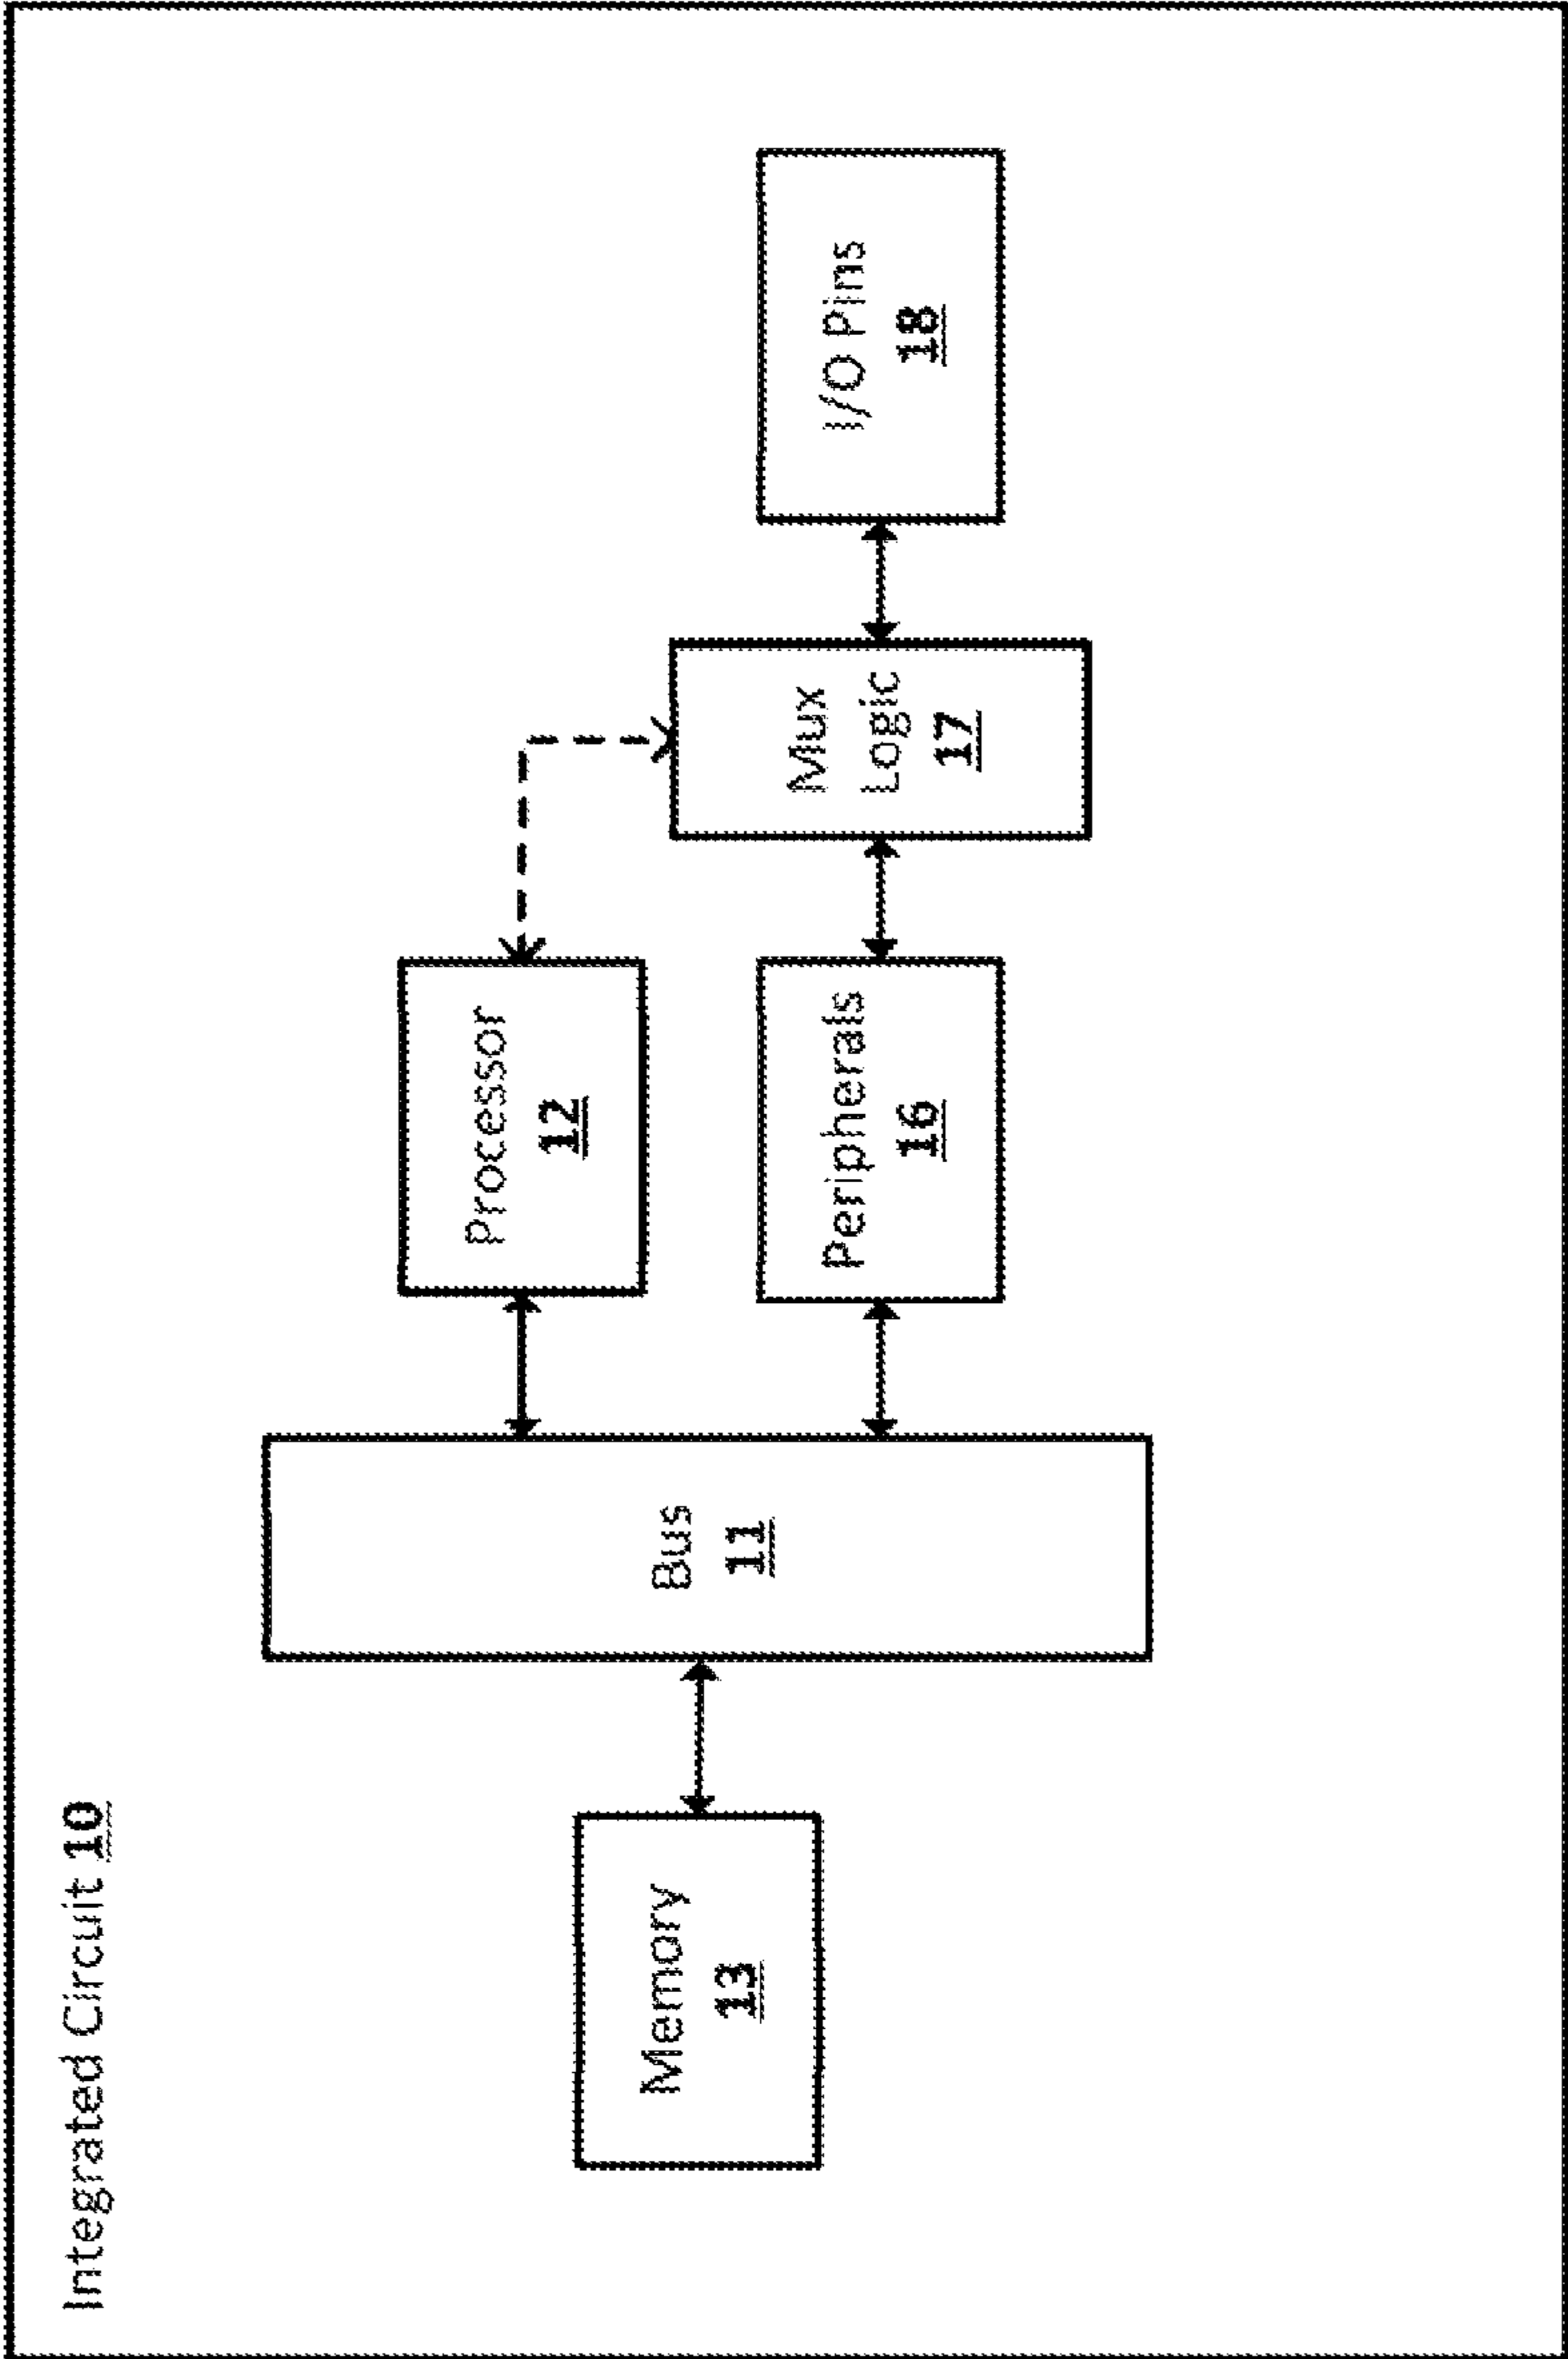 Integrated Circuit 10
Memory
13
Bus
11
Processor
12
Peripherals
16
Mux
Logic
17
I/O Pins
18